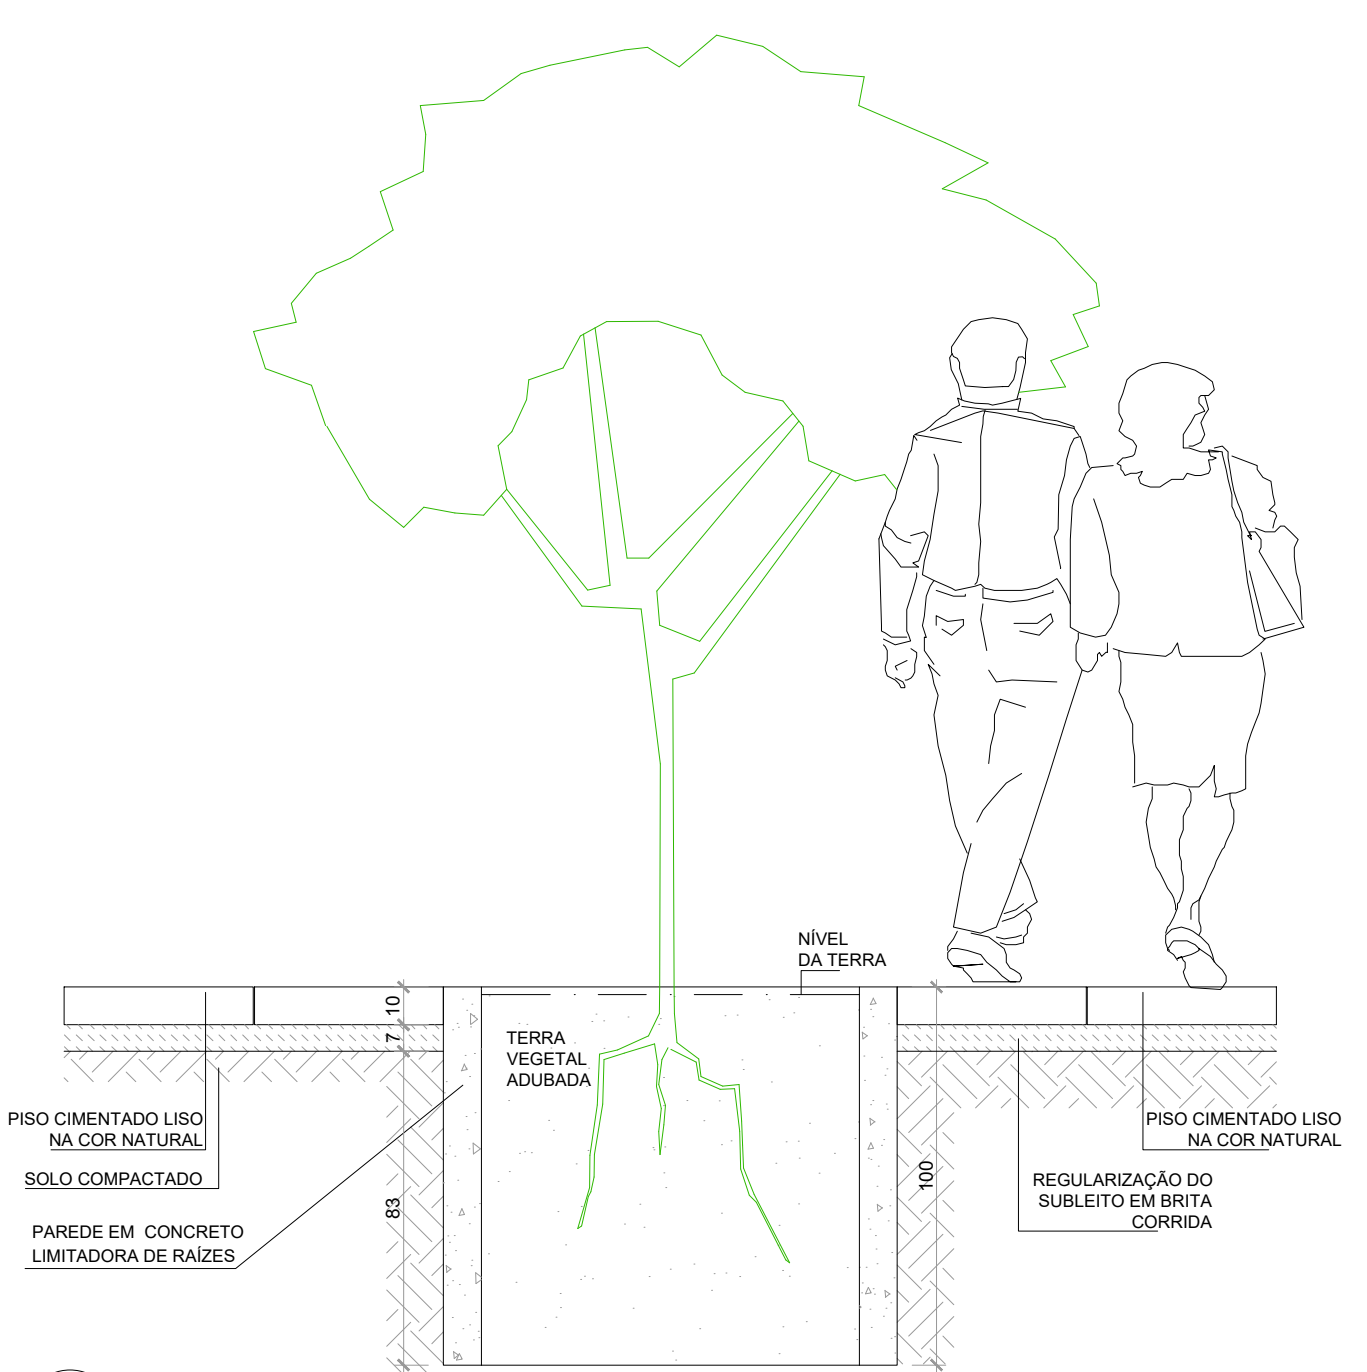 NÍVEL
DA TERRA
10
7
TERRA
VEGETAL
ADUBADA
PISO CIMENTADO LISO
NA COR NATURAL
SOLO COMPACTADO
PAREDE EM CONCRETO
LIMITADORA DE RAÍZES
83
100
PISO CIMENTADO LISO
NA COR NATURAL
REGULARIZAÇÃO DO
SUBLEITO EM BRITA
CORRIDA